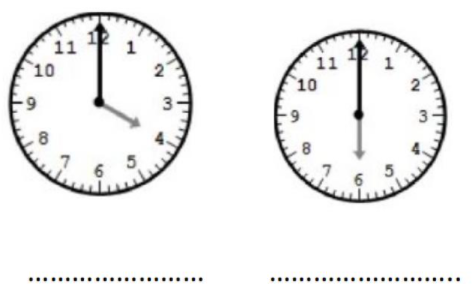 12 1 2 3 4 5 6 7 8 9 10 11
12 1 2 3 4 5 6 7 8 9 10 11
........................ ........................